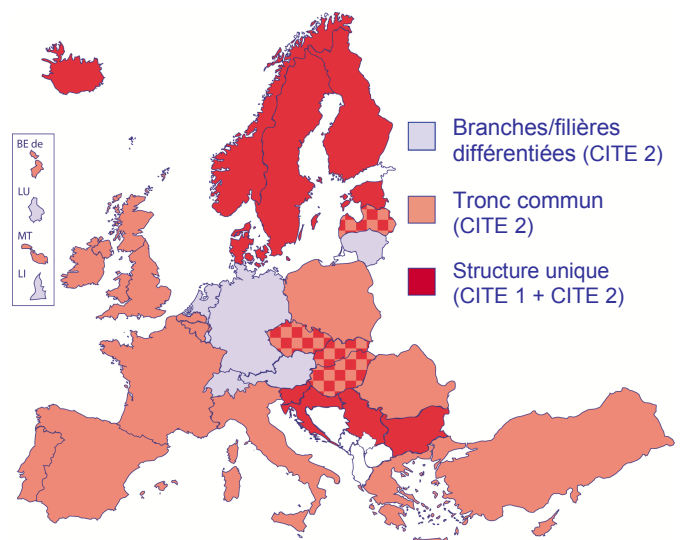 BE de
LU
MT
LI
Branches/filières
différentiées (CITE 2)
Tronc commun
(CITE 2)
Structure unique
(CITE 1 + CITE 2)